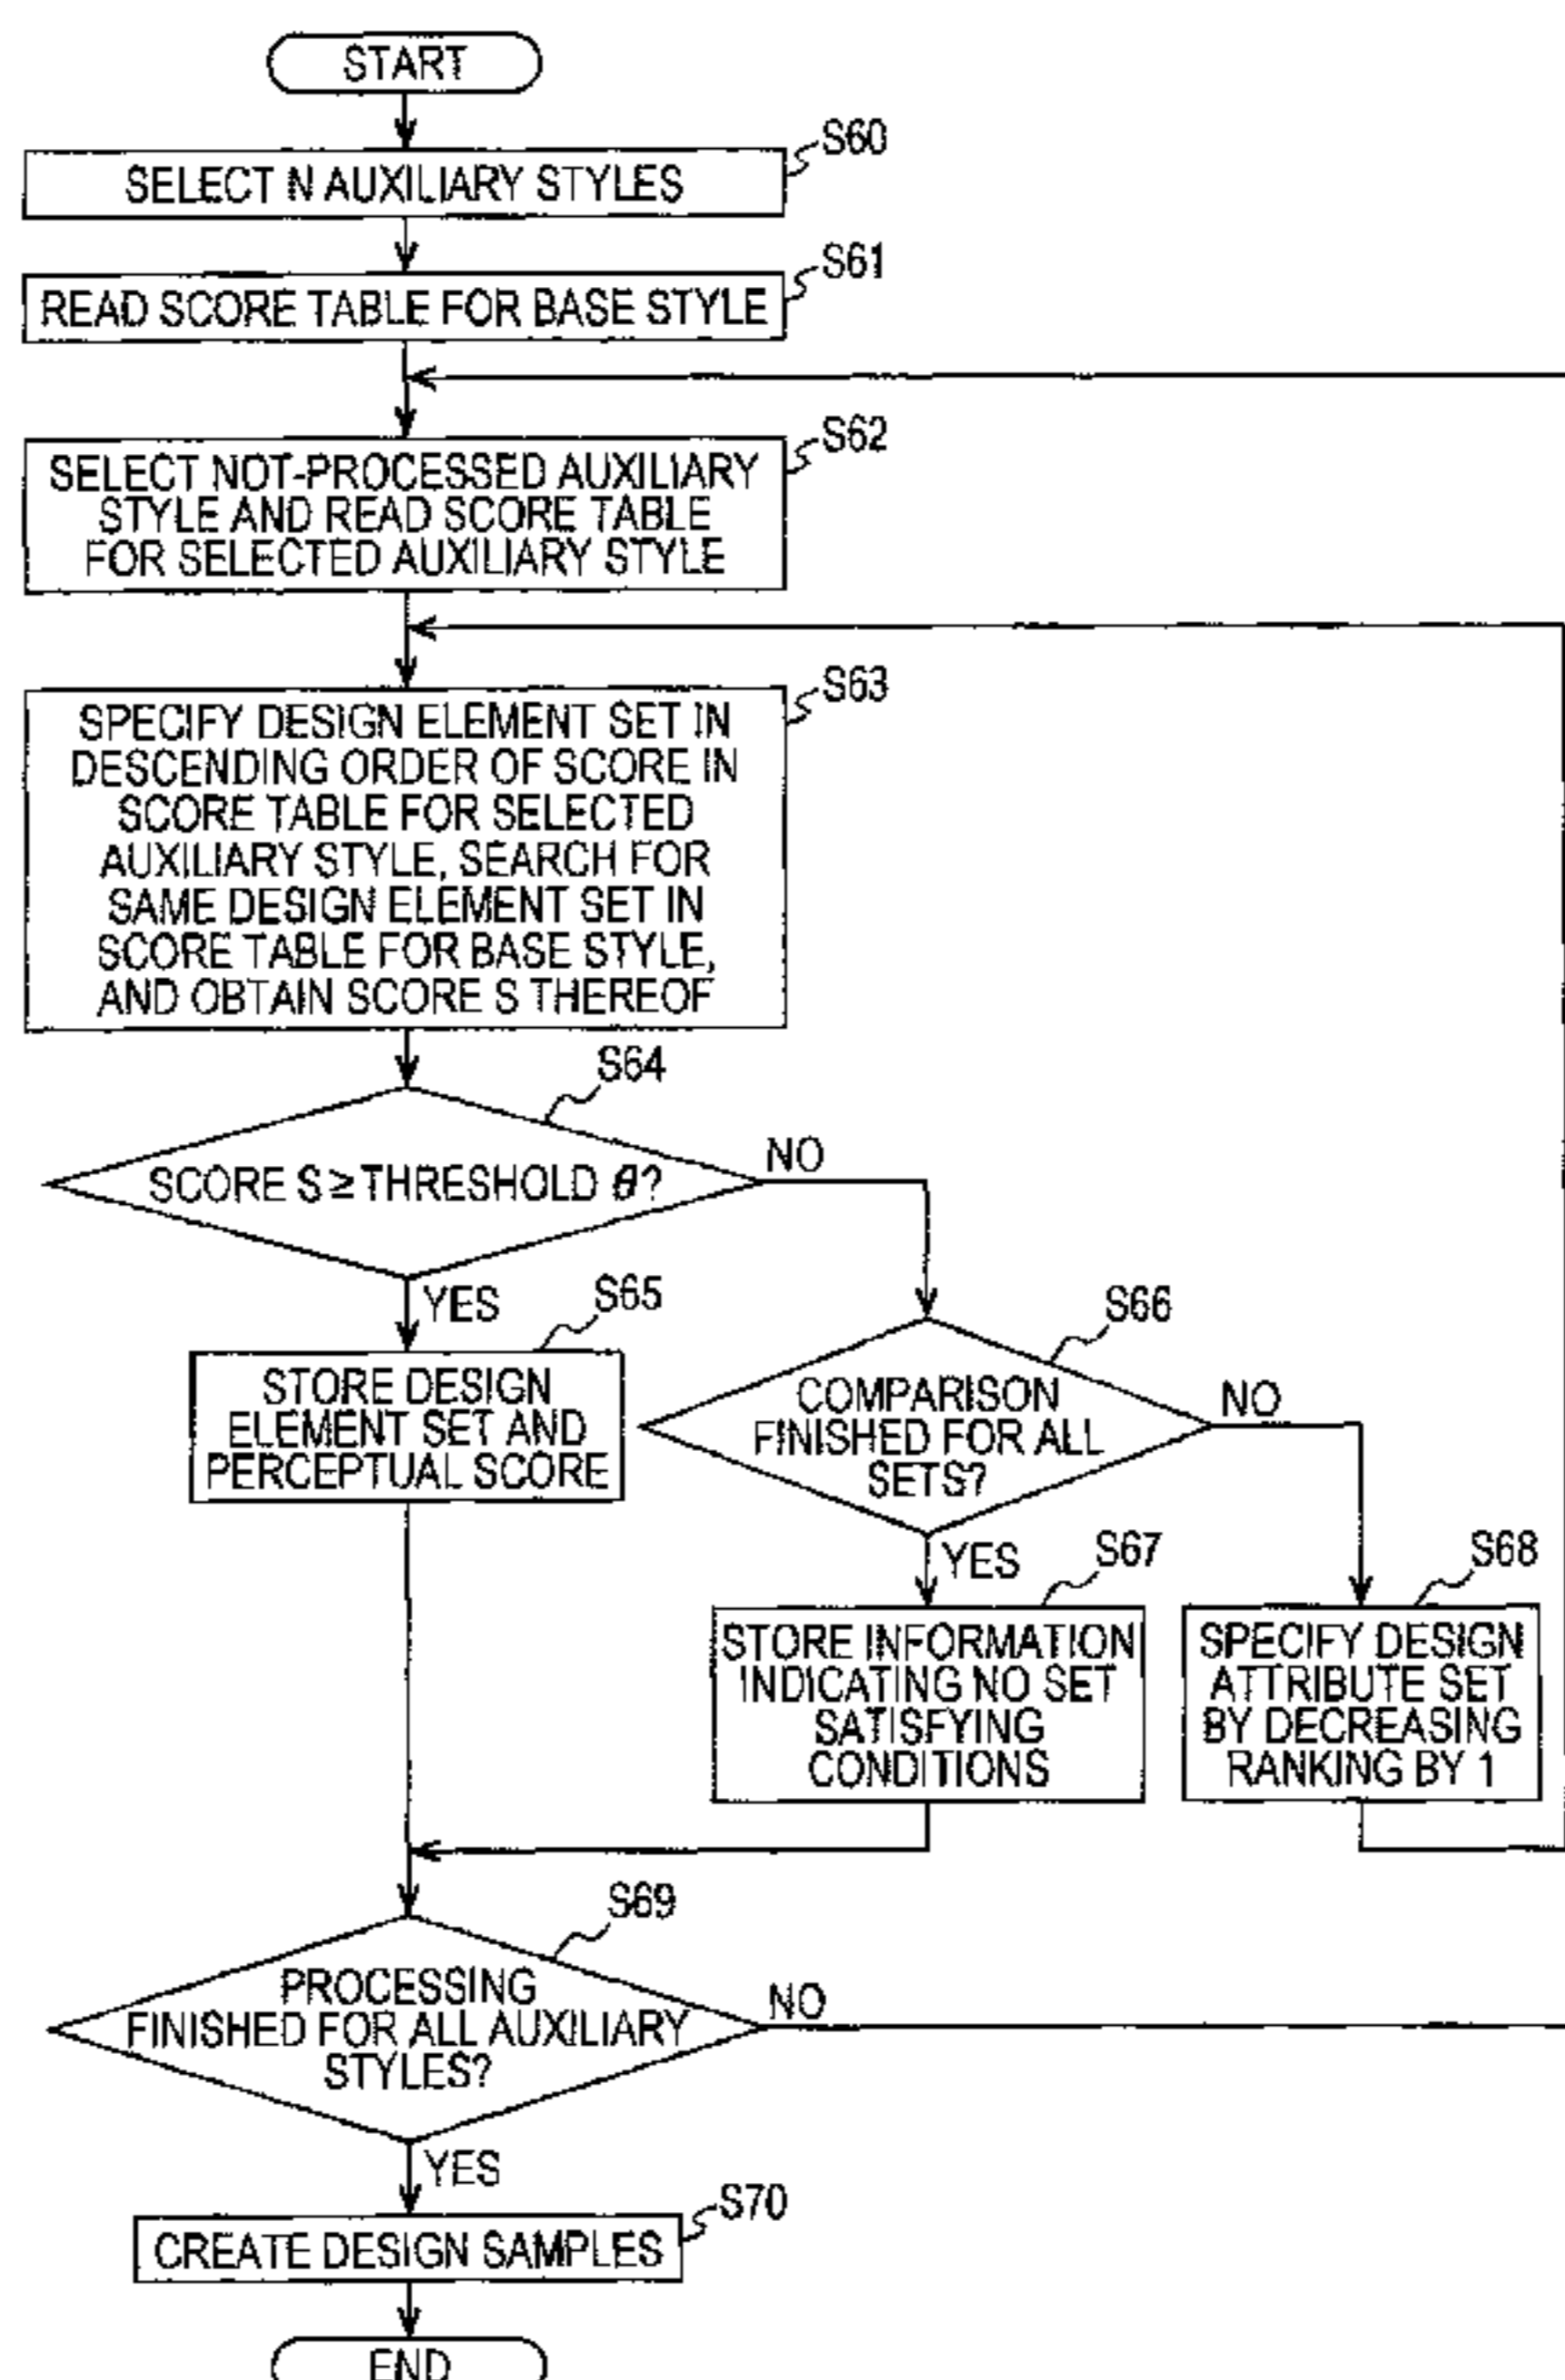 START
S60
SELECT N AUXILIARY STYLES
S61
READ SCORE TABLE FOR BASE STYLE
S62
SELECT NOT-PROCESSED AUXILIARY
STYLE AND READ SCORE TABLE
FOR SELECTED AUXILIARY STYLE
S63
SPECIFY DESIGN ELEMENT SET IN
DESCENDING ORDER OF SCORE IN
SCORE TABLE FOR SELECTED
AUXILIARY STYLE, SEARCH FOR
SAME DESIGN ELEMENT SET IN
SCORE TABLE FOR BASE STYLE,
AND OBTAIN SCORE S THEREOF
S64
SCORE S ≥ THRESHOLD θ?
NO
YES
S65
STORE DESIGN
ELEMENT SET AND
PERCEPTUAL SCORE
S66
COMPARISON
FINISHED FOR ALL
SETS?
NO
YES
S67
STORE INFORMATION
INDICATING NO SET
SATISFYING
CONDITIONS
S68
SPECIFY DESIGN
ATTRIBUTE SET
BY DECREASING
RANKING BY 1
S69
PROCESSING
FINISHED FOR ALL AUXILIARY
STYLES?
NO
YES
S70
CREATE DESIGN SAMPLES
END